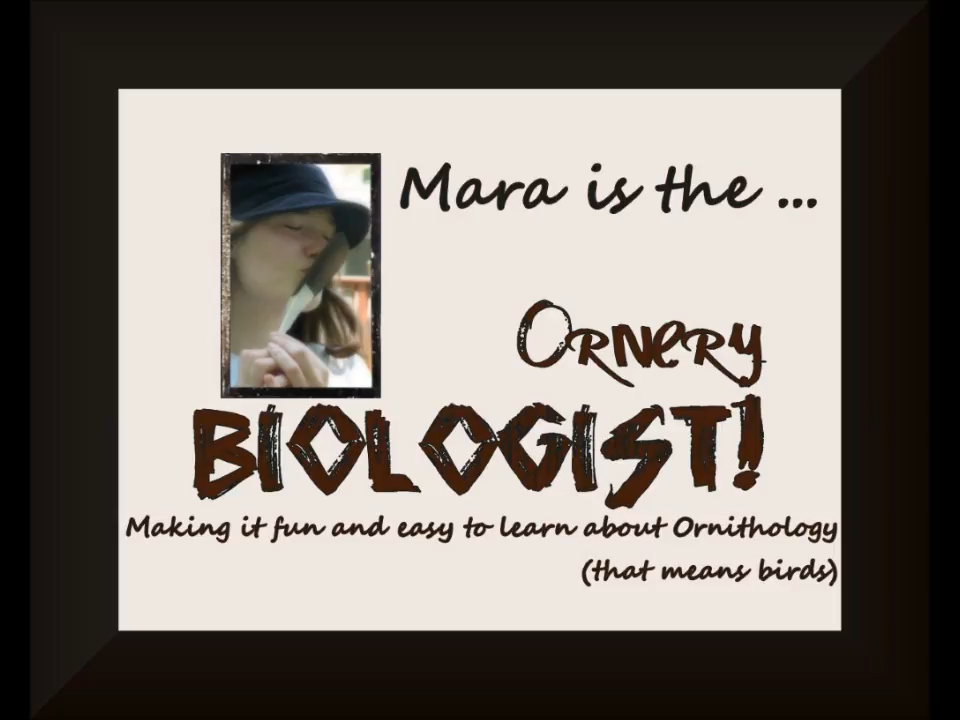 Mara is the ...
Ornery
BIOLOGIST!
Making it fun and easy to learn about Ornithology
(that means birds)